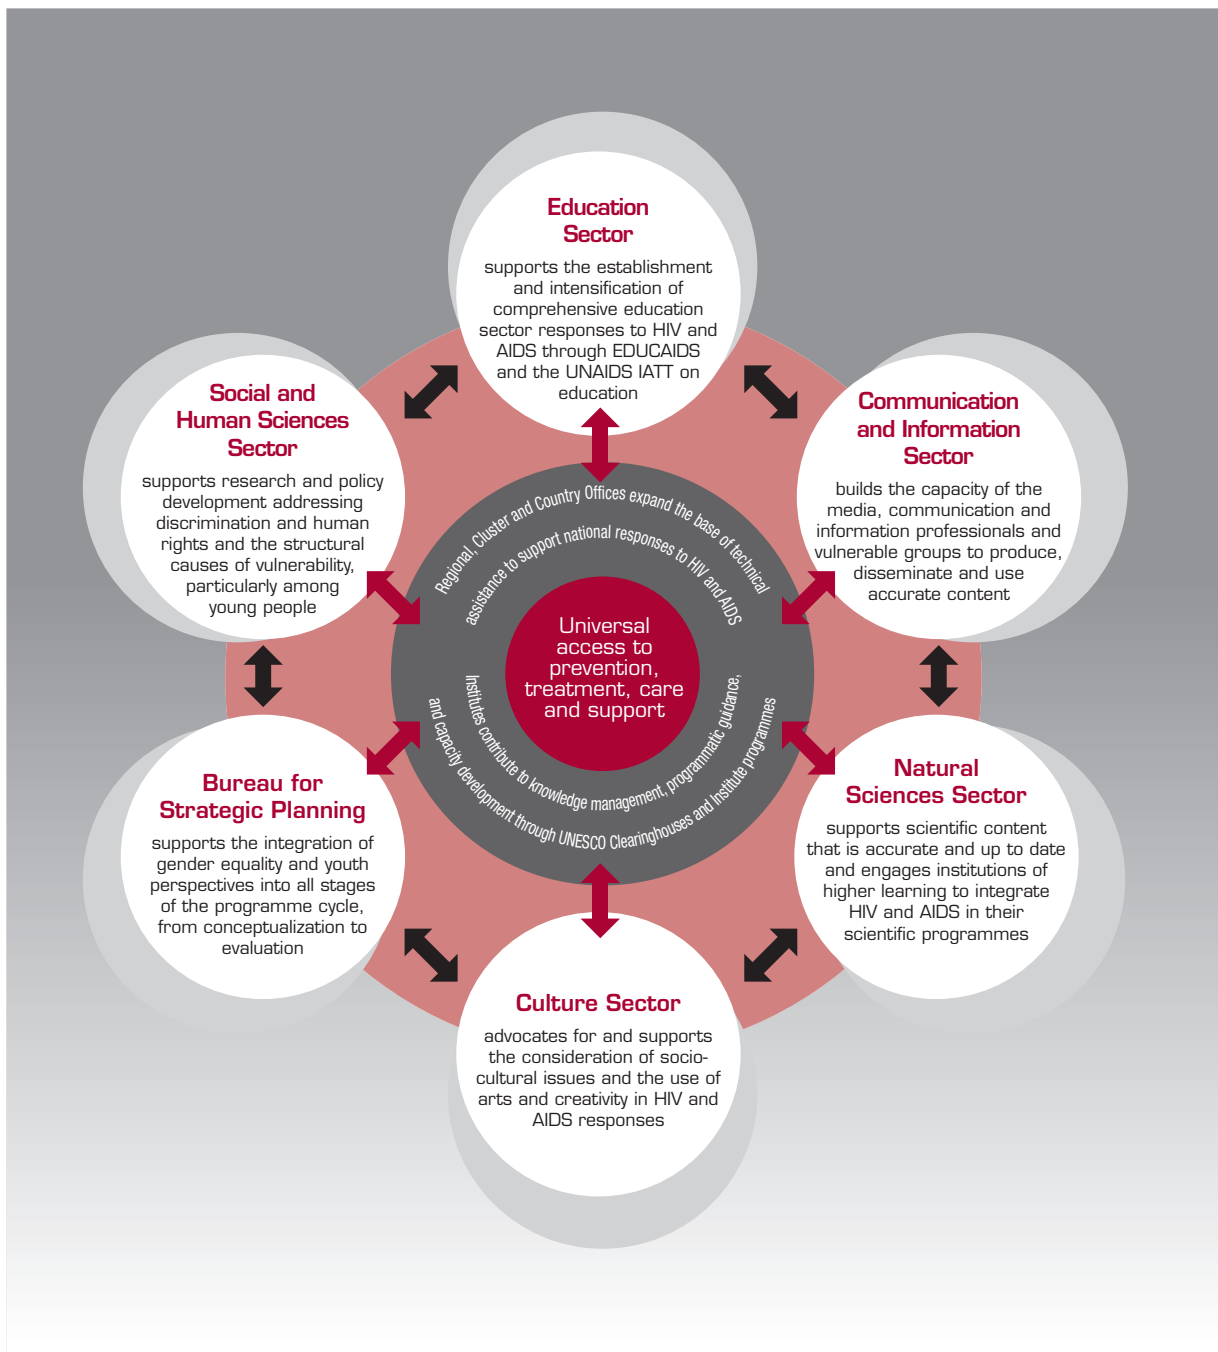 Education
Sector
supports the establishment
and intensification of
comprehensive education
sector responses to HIV and
AIDS through EDUCAIDS
and the UNAIDS IATT on
education
Social and
Human Sciences
Sector
supports research and policy
development addressing
discrimination and human
rights and the structural
causes of vulnerability,
particularly among
young people
Communication
and Information
Sector
builds the capacity of the
media, communication and
information professionals and
vulnerable groups to produce,
disseminate and use
accurate content
Regional, Cluster and Country Offices expand the base of technical
assistance to support national responses to HIV and AIDS
Universal
access to
prevention,
treatment, care
and support
Institutes contribute to knowledge management, programmatic guidance,
and capacity development through UNESCO Clearinghouses and Institute programmes
Bureau for
Strategic Planning
supports the integration of
gender equality and youth
perspectives into all stages
of the programme cycle,
from conceptualization to
evaluation
Natural
Sciences Sector
supports scientific content
that is accurate and up to date
and engages institutions of
higher learning to integrate
HIV and AIDS in their
scientific programmes
Culture Sector
advocates for and supports
the consideration of socio-
cultural issues and the use of
arts and creativity in HIV and
AIDS responses